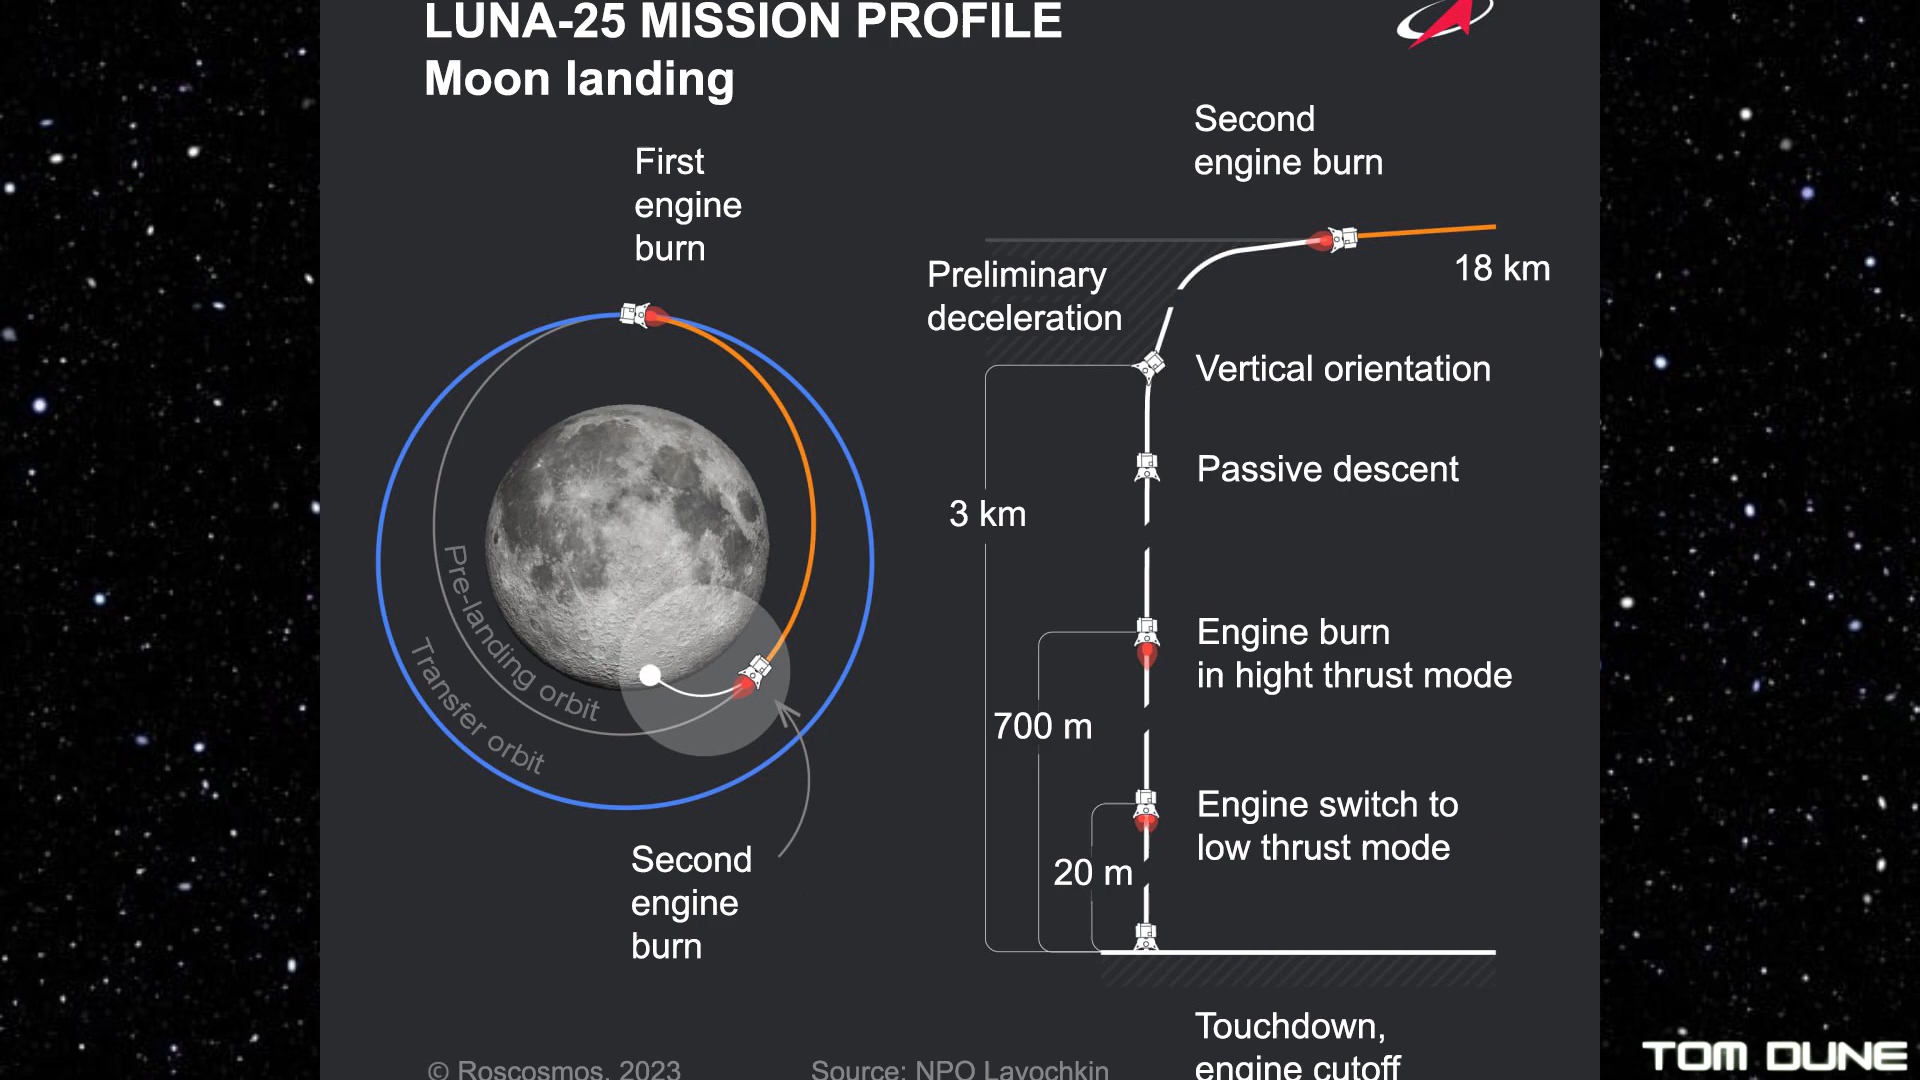 LUNA-25 MISSION PROFILE
Moon landing
First
engine
burn
Pre-landing orbit
Transfer orbit
Second
engine
burn
Second
engine burn
18 km
Preliminary
deceleration
Vertical orientation
Passive descent
3 km
Engine burn
in hight thrust mode
700 m
Engine switch to
low thrust mode
20 m
Touchdown,
engine cutoff
© Roscosmos, 2023
Source: NPO Lavochkin
TOM DUNE